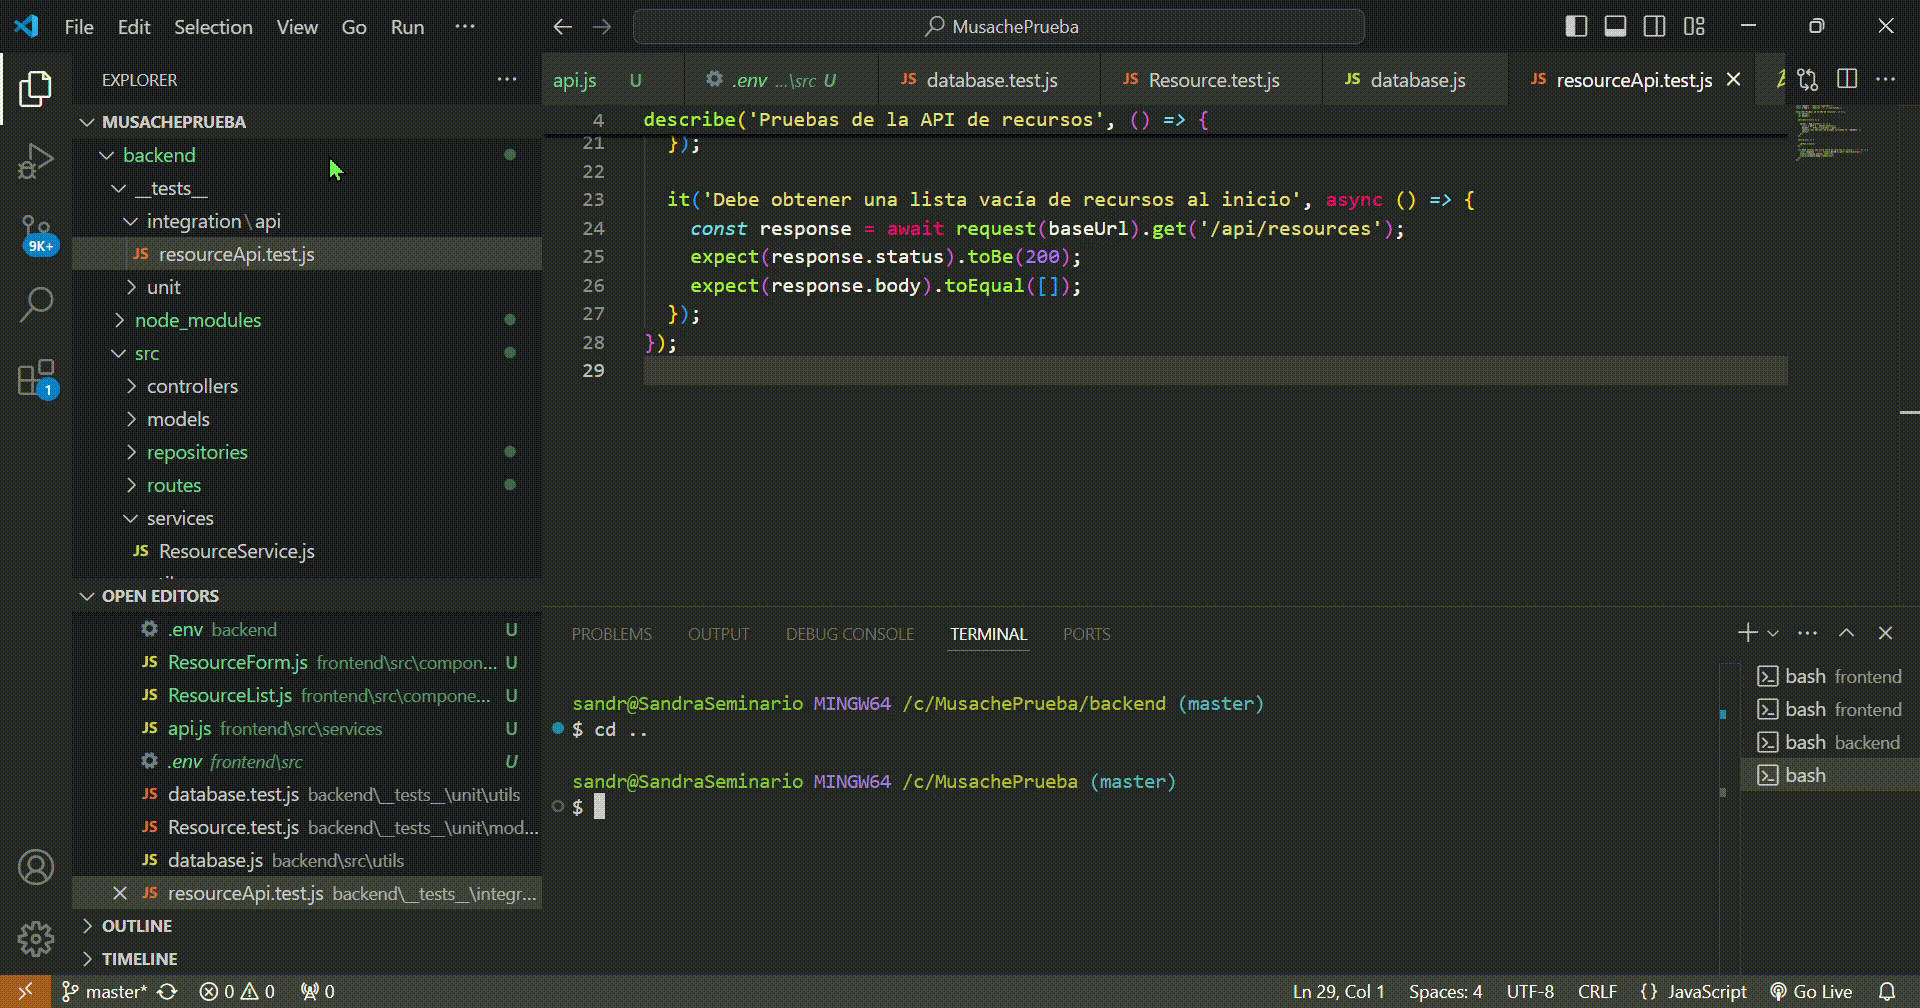 File Edit Selection View Go Run ···
MusachePrueba
EXPLORER
MUSACHEPRUEBA
backend
__tests__
integration\api
JS resourceApi.test.js
unit
node_modules
src
controllers
models
repositories
routes
services
JS ResourceService.js
9K+
1
OPEN EDITORS
.env backend U
JS ResourceForm.js frontend\src\compon... U
JS ResourceList.js frontend\src\compone... U
JS api.js frontend\src\services U
.env frontend\src U
JS database.test.js backend\__tests__\unit\utils
JS Resource.test.js backend\__tests__\unit\mod...
JS database.js backend\src\utils
JS resourceApi.test.js backend\__tests__\integr...
OUTLINE
TIMELINE
api.js U
.env ...\src U
JS database.test.js
JS Resource.test.js
JS database.js
JS resourceApi.test.js
4 describe('Pruebas de la API de recursos', () => {
21 });
22
23 it('Debe obtener una lista vacía de recursos al inicio', async () => {
24 const response = await request(baseUrl).get('/api/resources');
25 expect(response.status).toBe(200);
26 expect(response.body).toEqual([]);
27 });
28 });
29
PROBLEMS OUTPUT DEBUG CONSOLE TERMINAL PORTS
sandr@SandraSeminario MINGW64 /c/MusachePrueba/backend (master)
$ cd ..
sandr@SandraSeminario MINGW64 /c/MusachePrueba (master)
$
bash frontend
bash frontend
bash backend
bash
master* 0 0 0
Ln 29, Col 1 Spaces: 4 UTF-8 CRLF {} JavaScript Go Live